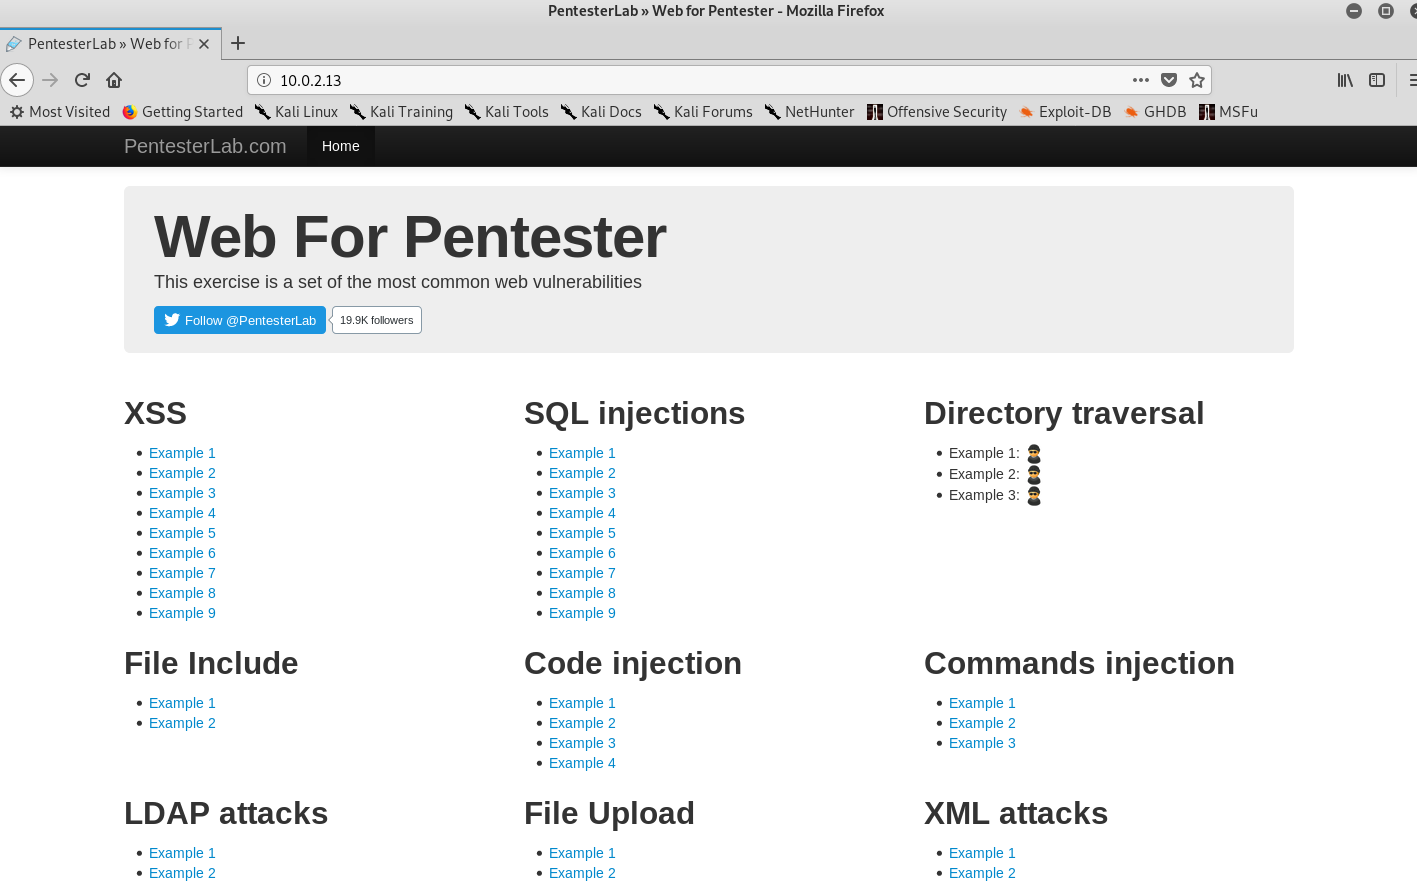 PentesterLab » Web for Pentester - Mozilla Firefox
PentesterLab » Web for
10.0.2.13
Most Visited Getting Started Kali Linux Kali Training Kali Tools Kali Docs Kali Forums NetHunter Offensive Security Exploit-DB GHDB MSFu
PentesterLab.com Home
Web For Pentester
This exercise is a set of the most common web vulnerabilities
Follow @PentesterLab 19.9K followers
XSS
Example 1
Example 2
Example 3
Example 4
Example 5
Example 6
Example 7
Example 8
Example 9
SQL injections
Example 1
Example 2
Example 3
Example 4
Example 5
Example 6
Example 7
Example 8
Example 9
Directory traversal
Example 1:
Example 2:
Example 3:
File Include
Example 1
Example 2
Code injection
Example 1
Example 2
Example 3
Example 4
Commands injection
Example 1
Example 2
Example 3
LDAP attacks
Example 1
Example 2
File Upload
Example 1
Example 2
XML attacks
Example 1
Example 2